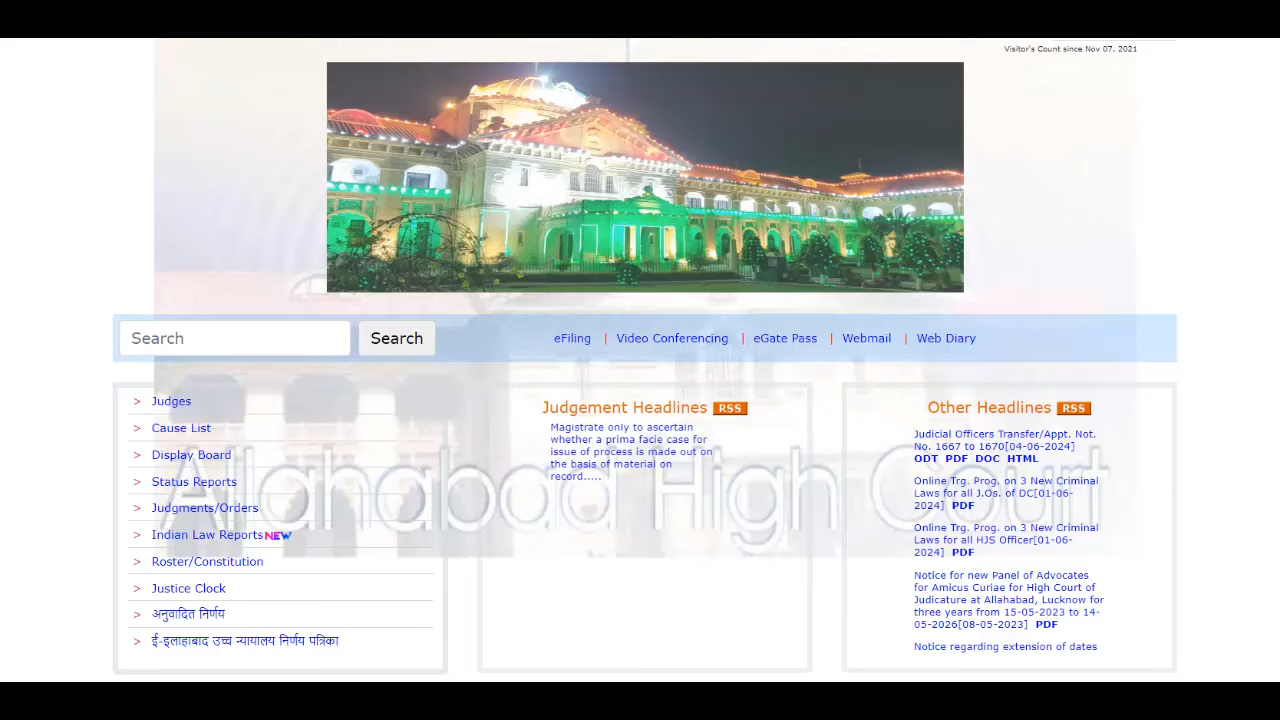 Visitor's Count since Nov 07, 2021
Search
Search
eFiling | Video Conferencing | eGate Pass | Webmail | Web Diary
> Judges
> Cause List
> Display Board
> Status Reports
> Judgments/Orders
> Indian Law Reports NEW
> Roster/Constitution
> Justice Clock
> अनुवादित निर्णय
> ई-इलाहाबाद उच्च न्यायालय निर्णय पत्रिका
Judgement Headlines RSS
Magistrate only to ascertain
whether a prima facie case for
issue of process is made out on
the basis of material on
record.....
Other Headlines RSS
Judicial Officers Transfer/Appt. Not.
No. 1667 to 1670[04-06-2024]
ODT PDF DOC HTML
Online Trg. Prog. on 3 New Criminal
Laws for all J.Os. of DC[01-06-
2024] PDF
Online Trg. Prog. on 3 New Criminal
Laws for all HJS Officer[01-06-
2024] PDF
Notice for new Panel of Advocates
for Amicus Curiae for High Court of
Judicature at Allahabad, Lucknow for
three years from 15-05-2023 to 14-
05-2026[08-05-2023] PDF
Notice regarding extension of dates
Allahabad High Court